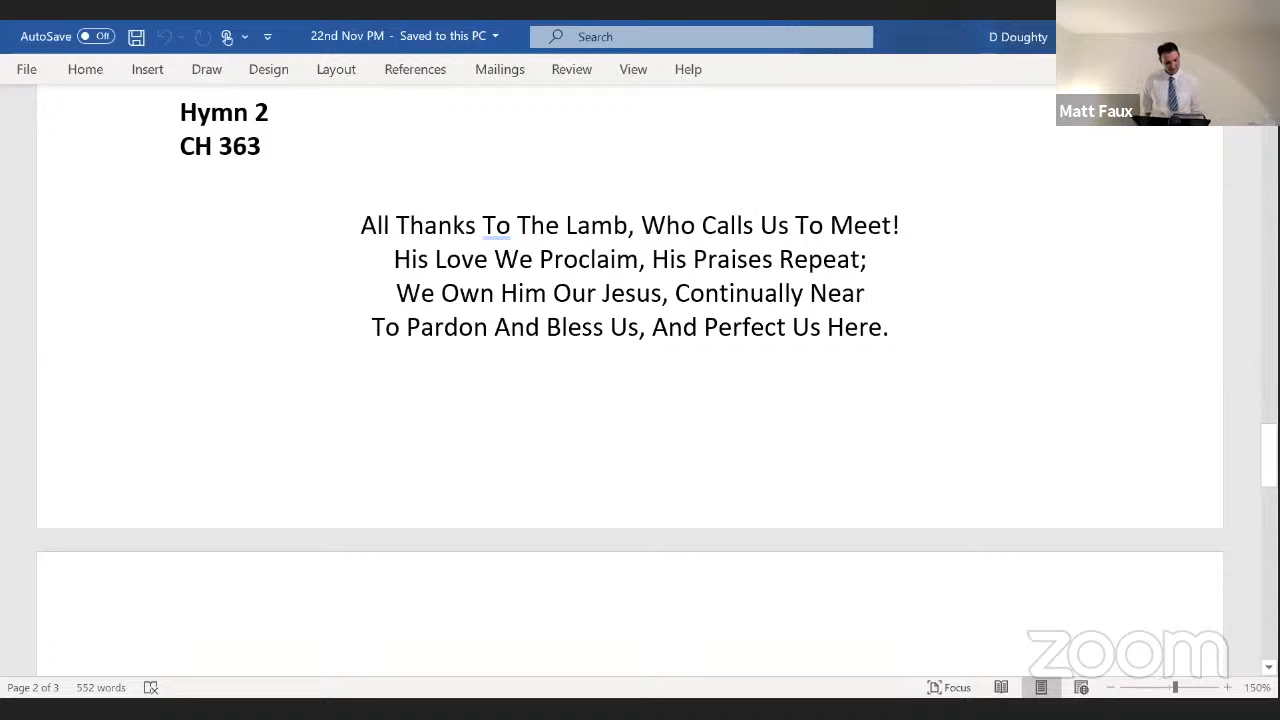 AutoSave Off 22nd Nov PM - Saved to this PC Search D Doughty
File Home Insert Draw Design Layout References Mailings Review View Help
Matt Faux
Hymn 2
CH 363
All Thanks To The Lamb, Who Calls Us To Meet!
His Love We Proclaim, His Praises Repeat;
We Own Him Our Jesus, Continually Near
To Pardon And Bless Us, And Perfect Us Here.
zoom
Page 2 of 3 552 words Focus 150%